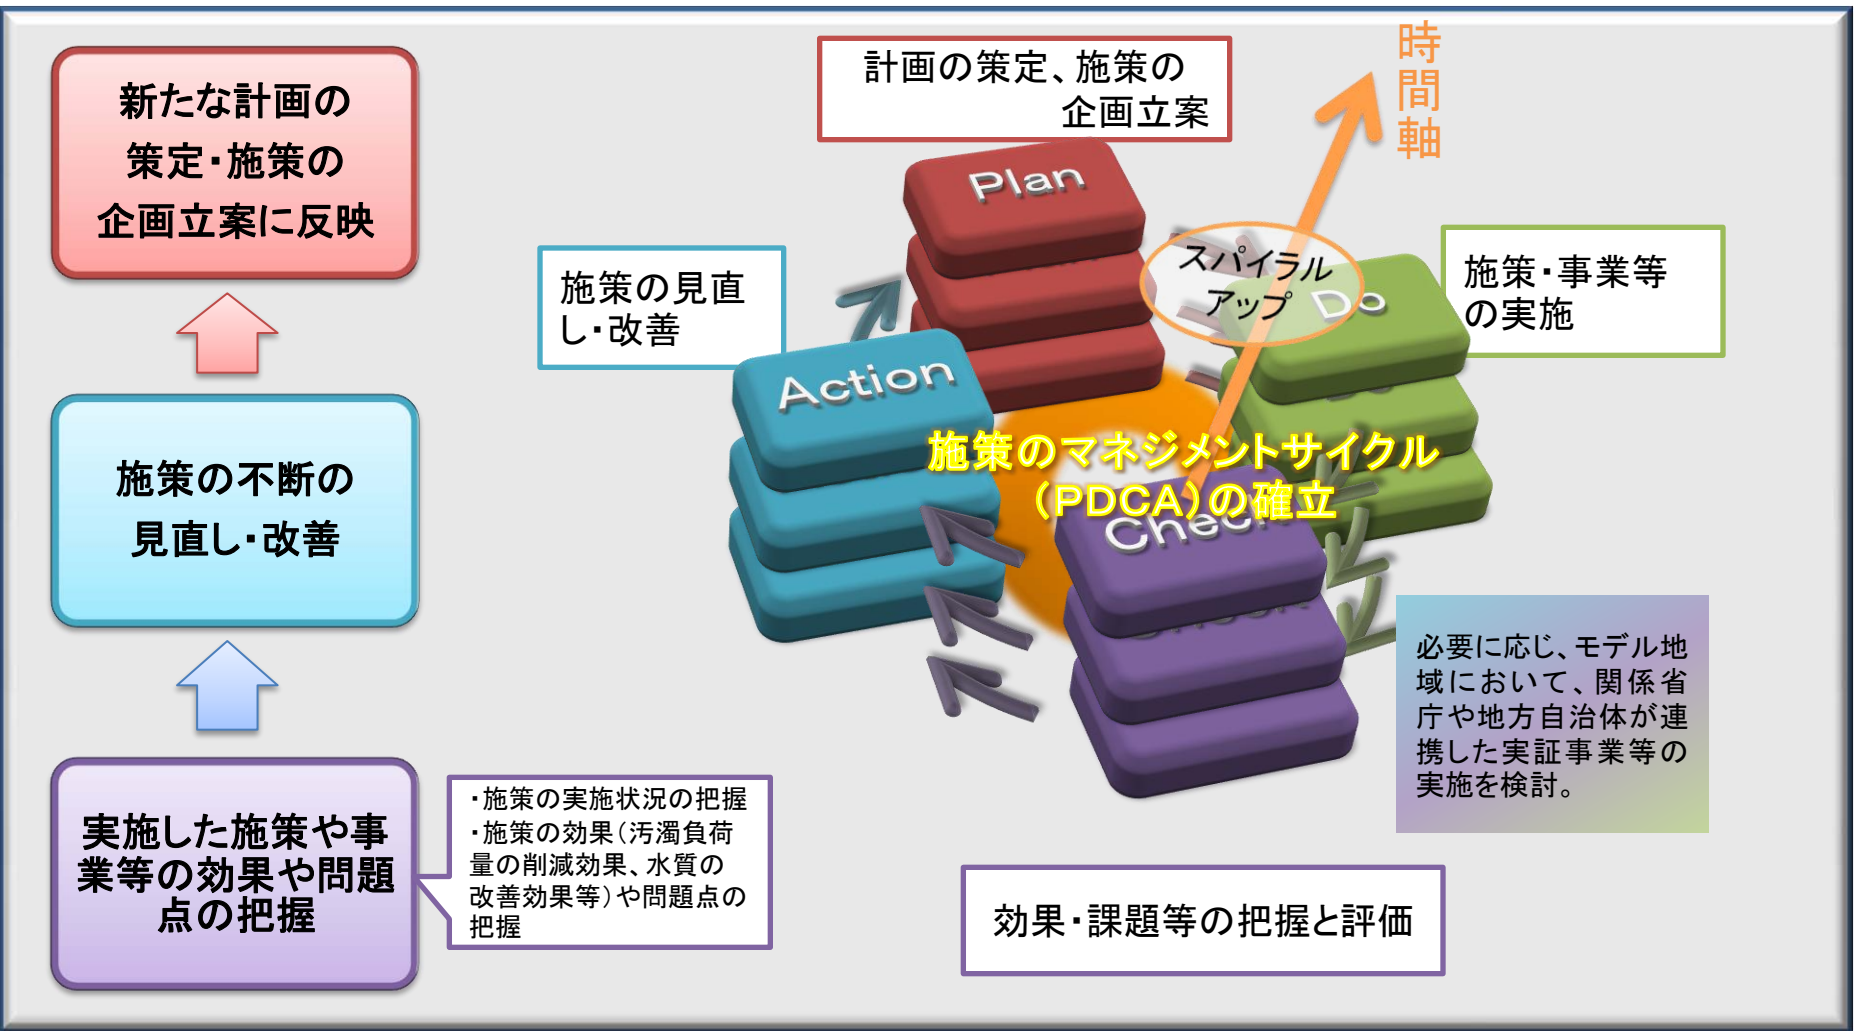 新たな計画の
策定・施策の
企画立案に反映
施策の不断の
見直し・改善
実施した施策や事
業等の効果や問題
点の把握
・施策の実施状況の把握
・施策の効果（汚濁負荷
量の削減効果、水質の
改善効果等）や問題点の
把握
計画の策定、施策の
企画立案
時間軸
Plan
スパイラル
アップ
Do
施策・事業等
の実施
施策の見直
し・改善
Action
施策のマネジメントサイクル
（PDCA）の確立
Check
必要に応じ、モデル地
域において、関係省
庁や地方自治体が連
携した実証事業等の
実施を検討。
効果・課題等の把握と評価